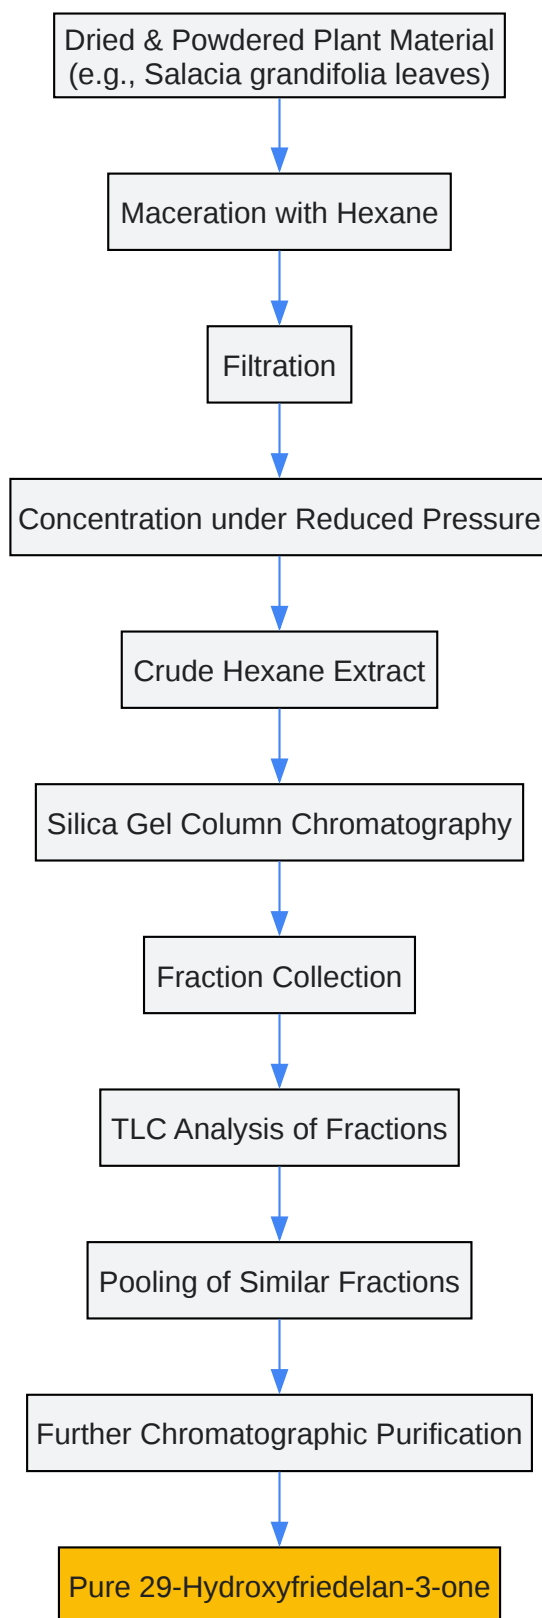 Dried & Powdered Plant Material
(e.g., Salacia grandifolia leaves)
Maceration with Hexane
Filtration
Concentration under Reduced Pressure
Crude Hexane Extract
Silica Gel Column Chromatography
Fraction Collection
TLC Analysis of Fractions
Pooling of Similar Fractions
Further Chromatographic Purification
Pure 29-Hydroxyfriedelan-3-one